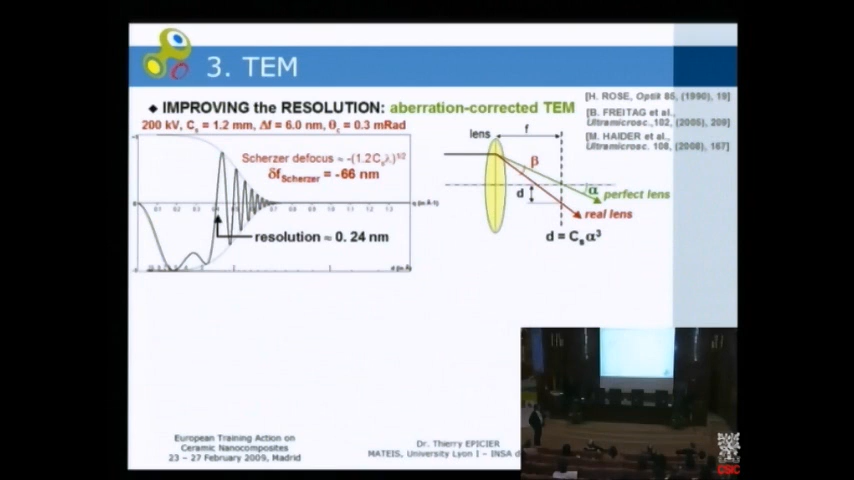 3. TEM
◆ IMPROVING the RESOLUTION: aberration-corrected TEM
[H. ROSE, Optik 85, (1990), 19]
[B. FREITAG et al.,
Ultramicrosc., 102, (2005), 209]
[M. HAIDER et al.,
Ultramicrosc. 108, (2008), 167]
200 kV, Cs = 1.2 mm, Δf = 6.0 nm, θc = 0.3 mRad
Scherzer defocus ≈ -(1.2Csλ)1/2
δfScherzer = -66 nm
resolution ≈ 0.24 nm
lens
f
β
α
d
perfect lens
real lens
d = Csα3
European Training Action on
Ceramic Nanocomposites
23 – 27 February 2009, Madrid
Dr. Thierry EPICIER
MATEIS, University Lyon I – INSA d
CSIC